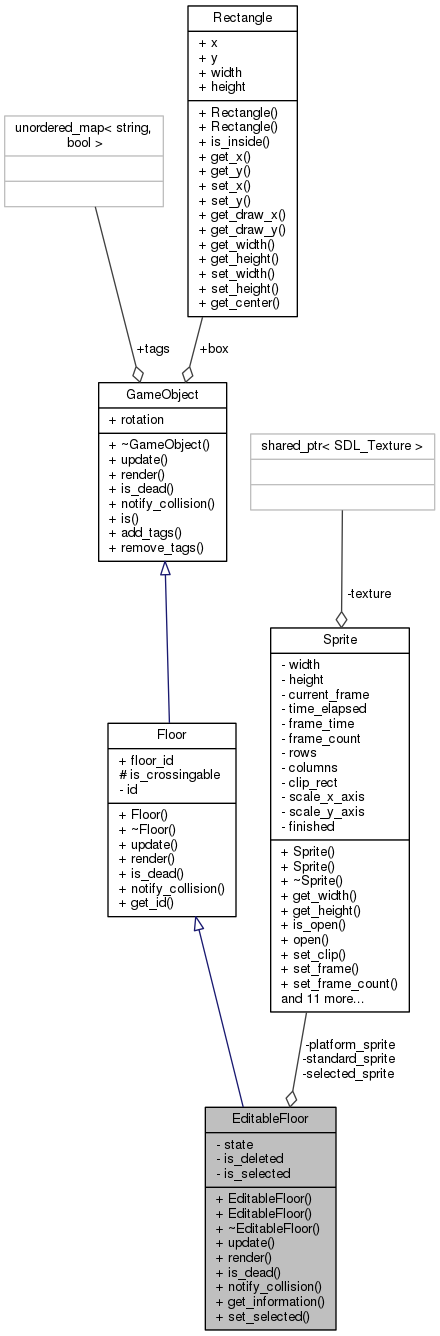 Rectangle
+ x
+ y
+ width
+ height
+ Rectangle()
+ Rectangle()
+ is_inside()
+ get_x()
+ get_y()
+ set_x()
+ set_y()
+ get_draw_x()
+ get_draw_y()
+ get_width()
+ get_height()
+ set_width()
+ set_height()
+ get_center()
unordered_map< string,
bool >
+tags
+box
GameObject
+ rotation
+ ~GameObject()
+ update()
+ render()
+ is_dead()
+ notify_collision()
+ is()
+ add_tags()
+ remove_tags()
shared_ptr< SDL_Texture >
-texture
Sprite
- width
- height
- current_frame
- time_elapsed
- frame_time
- frame_count
- rows
- columns
- clip_rect
- scale_x_axis
- scale_y_axis
- finished
+ Sprite()
+ Sprite()
+ ~Sprite()
+ get_width()
+ get_height()
+ is_open()
+ open()
+ set_clip()
+ set_frame()
+ set_frame_count()
and 11 more...
Floor
+ floor_id
# is_crossingable
- id
+ Floor()
+ ~Floor()
+ update()
+ render()
+ is_dead()
+ notify_collision()
+ get_id()
-platform_sprite
-standard_sprite
-selected_sprite
EditableFloor
- state
- is_deleted
- is_selected
+ EditableFloor()
+ EditableFloor()
+ ~EditableFloor()
+ update()
+ render()
+ is_dead()
+ notify_collision()
+ get_information()
+ set_selected()